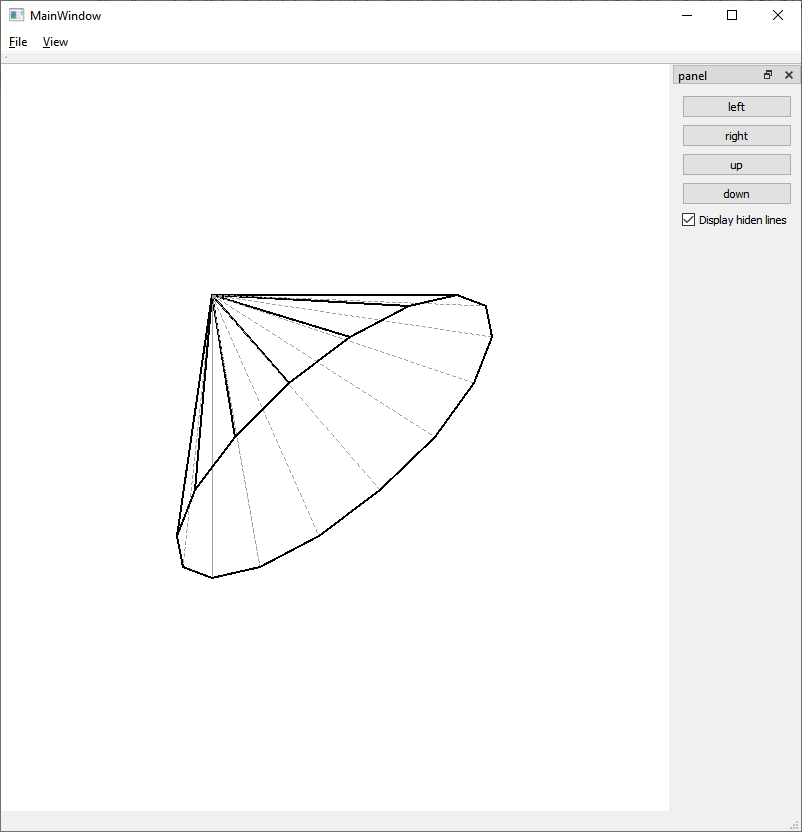 MainWindow
File View
panel
left
right
up
down
Display hiden lines